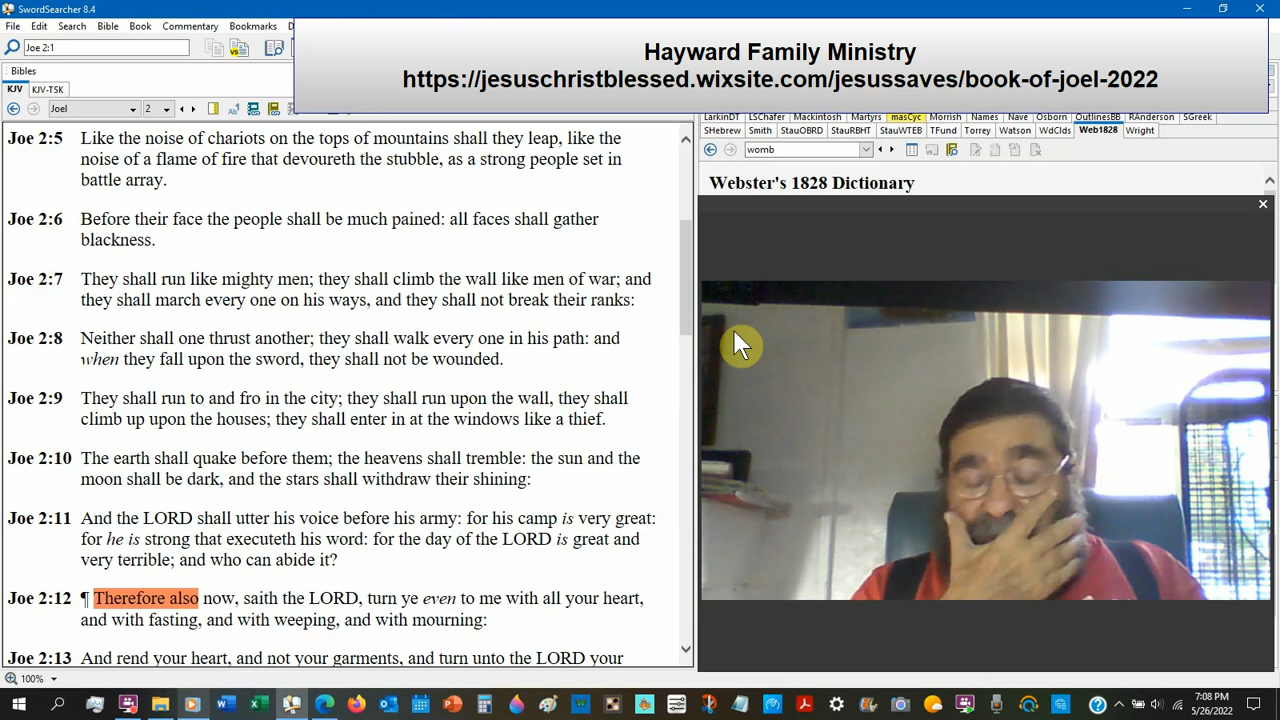 SwordSearcher 8.4
File Edit Search Bible Book Commentary Bookmarks
Joe 2:1
Hayward Family Ministry
https://jesuschristblessed.wixsite.com/jesussaves/book-of-joel-2022
Bibles
KJV KJV-TSK
Joel 2
LarkinDT LSChafer Mackintosh Martyrs masCyc Morrish Names Nave Osborn OutlinesBB RAnderson SGreek
SHebrew Smith StauOBRD StauRBHT StauWTEB TFund Torrey Watson WdClds Web1828 Wright
womb
Webster's 1828 Dictionary
Joe 2:5 Like the noise of chariots on the tops of mountains shall they leap, like the
noise of a flame of fire that devoureth the stubble, as a strong people set in
battle array.
Joe 2:6 Before their face the people shall be much pained: all faces shall gather
blackness.
Joe 2:7 They shall run like mighty men; they shall climb the wall like men of war; and
they shall march every one on his ways, and they shall not break their ranks:
Joe 2:8 Neither shall one thrust another; they shall walk every one in his path: and
when they fall upon the sword, they shall not be wounded.
Joe 2:9 They shall run to and fro in the city; they shall run upon the wall, they shall
climb up upon the houses; they shall enter in at the windows like a thief.
Joe 2:10 The earth shall quake before them; the heavens shall tremble: the sun and the
moon shall be dark, and the stars shall withdraw their shining:
Joe 2:11 And the LORD shall utter his voice before his army: for his camp is very great:
for he is strong that executeth his word: for the day of the LORD is great and
very terrible; and who can abide it?
Joe 2:12 ¶ Therefore also now, saith the LORD, turn ye even to me with all your heart,
and with fasting, and with weeping, and with mourning:
Joe 2:13 And rend your heart, and not your garments, and turn unto the LORD your
100%
7:08 PM
5/26/2022